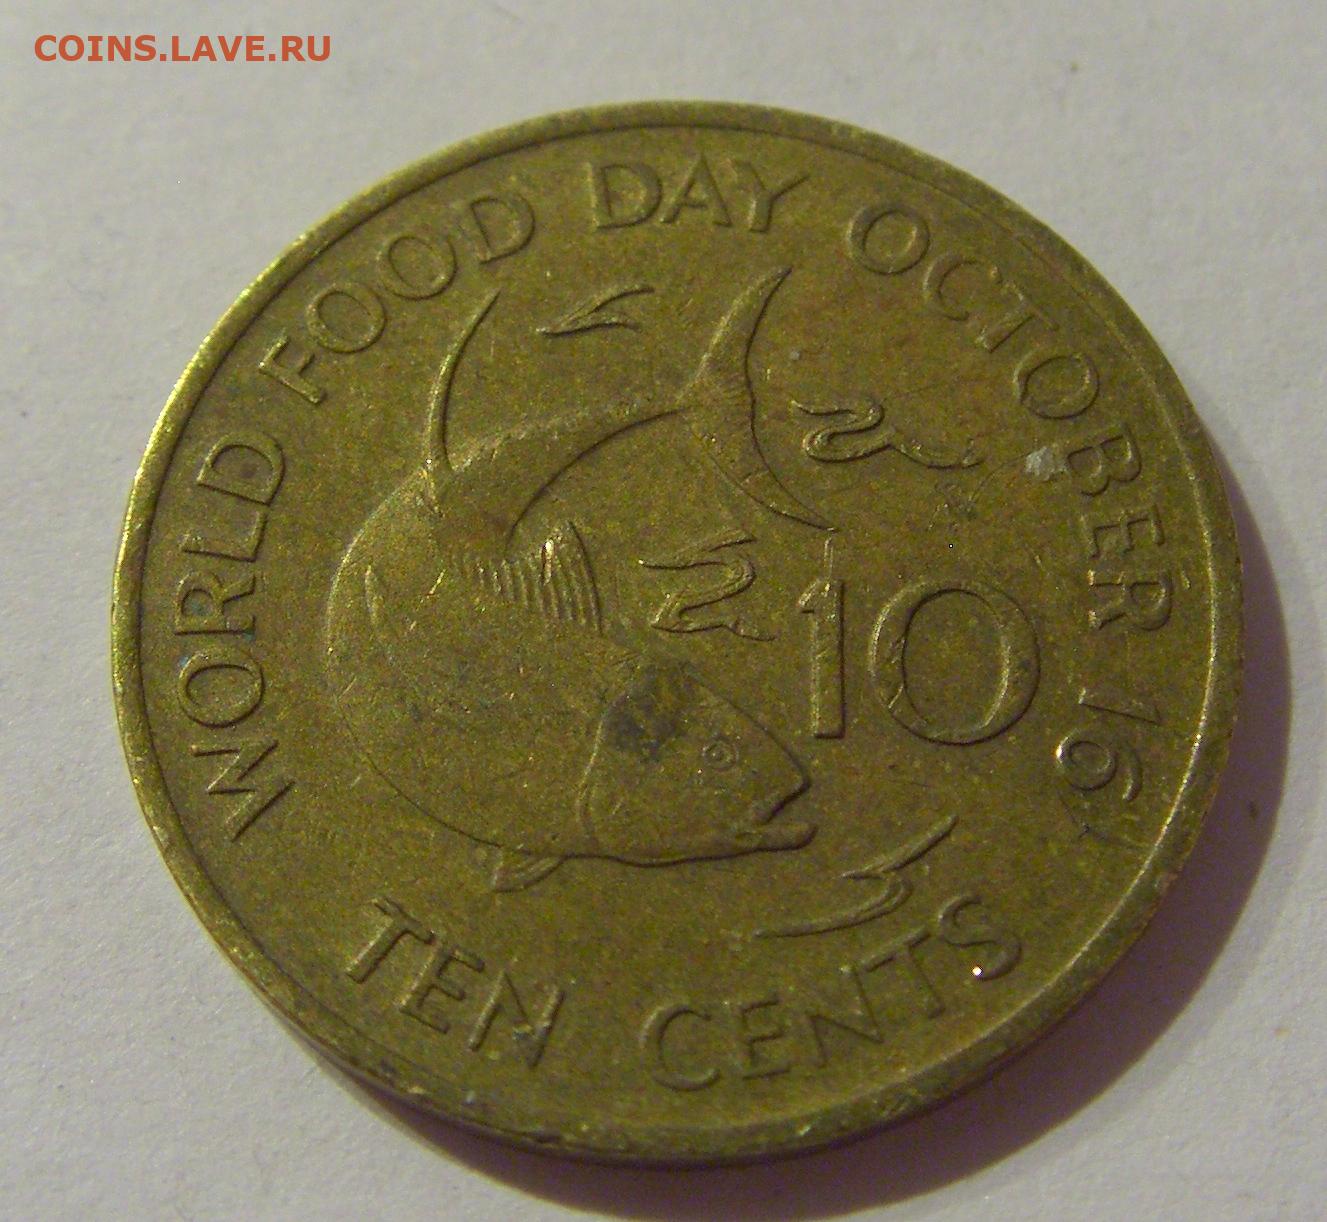 COINS.LAVE.RU
WORLD FOOD DAY OCTOBER 16
10
TEN CENTS